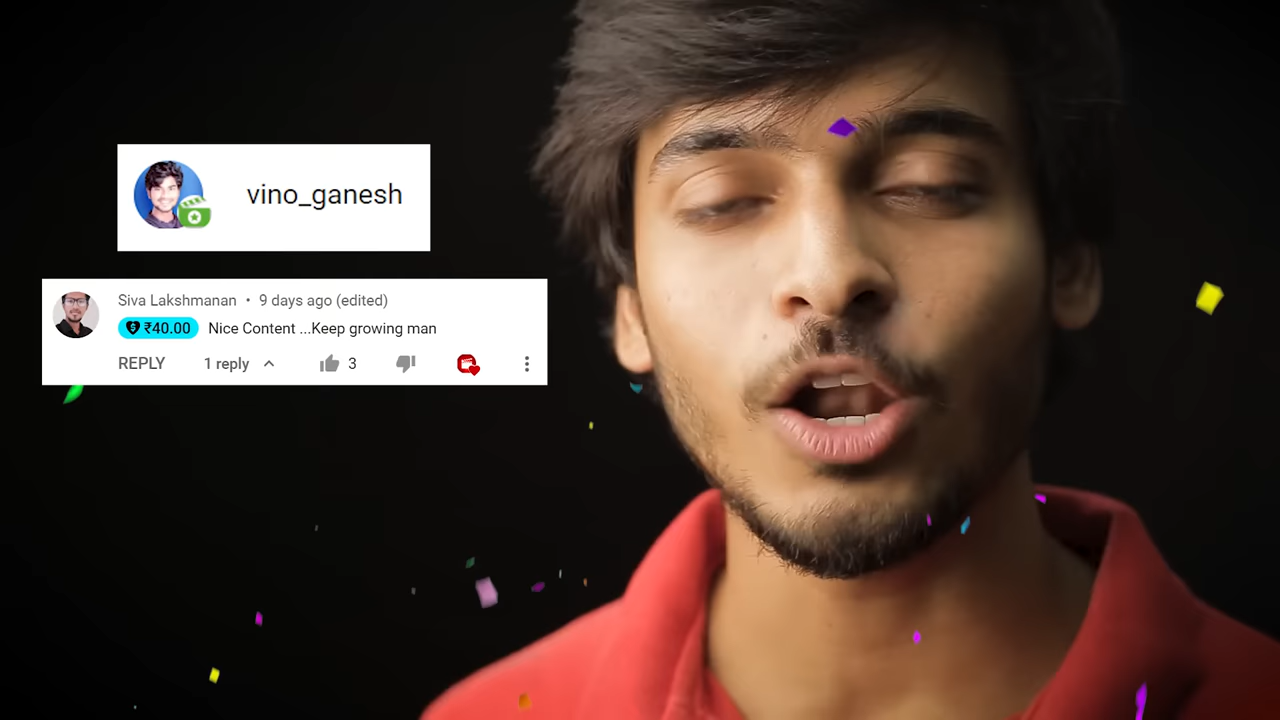 vino_ganesh
Siva Lakshmanan • 9 days ago (edited)
₹40.00 Nice Content ...Keep growing man
REPLY 1 reply 3